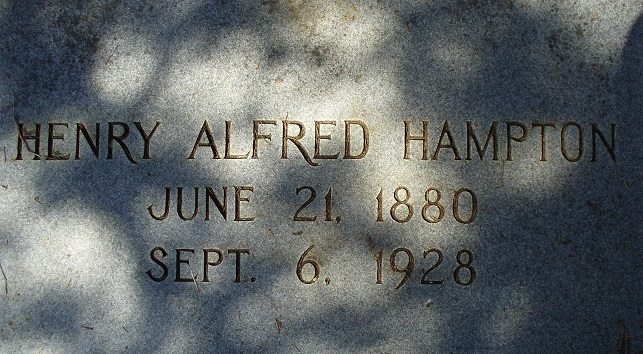 HENRY ALFRED HAMPTON
JUNE 21, 1880
SEPT. 6, 1928